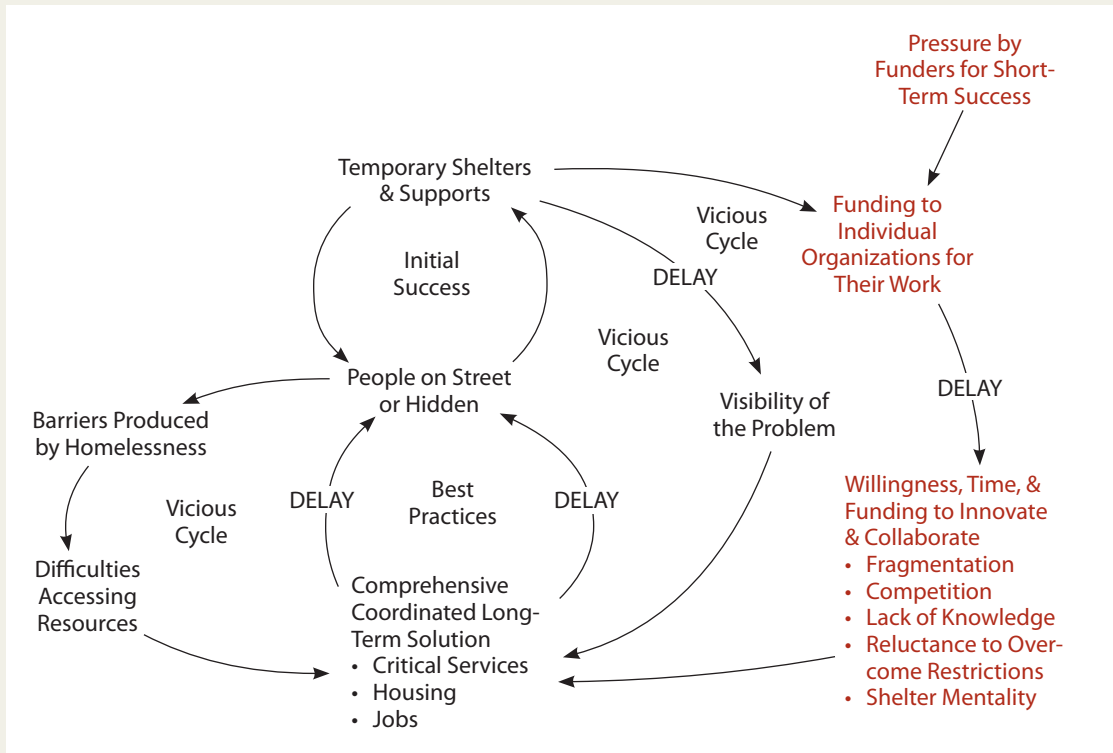 Pressure by
Funders for Short-
Term Success
Temporary Shelters
& Supports
Vicious
Cycle
Funding to
Individual
Organizations for
Their Work
Initial
Success
DELAY
Vicious
Cycle
People on Street
or Hidden
DELAY
Barriers Produced
by Homelessness
Visibility of
the Problem
Vicious
Cycle
DELAY
Best
Practices
DELAY
Willingness, Time, &
Funding to Innovate
& Collaborate
• Fragmentation
• Competition
• Lack of Knowledge
• Reluctance to Over-
come Restrictions
• Shelter Mentality
Difficulties
Accessing
Resources
Comprehensive
Coordinated Long-
Term Solution
• Critical Services
• Housing
• Jobs